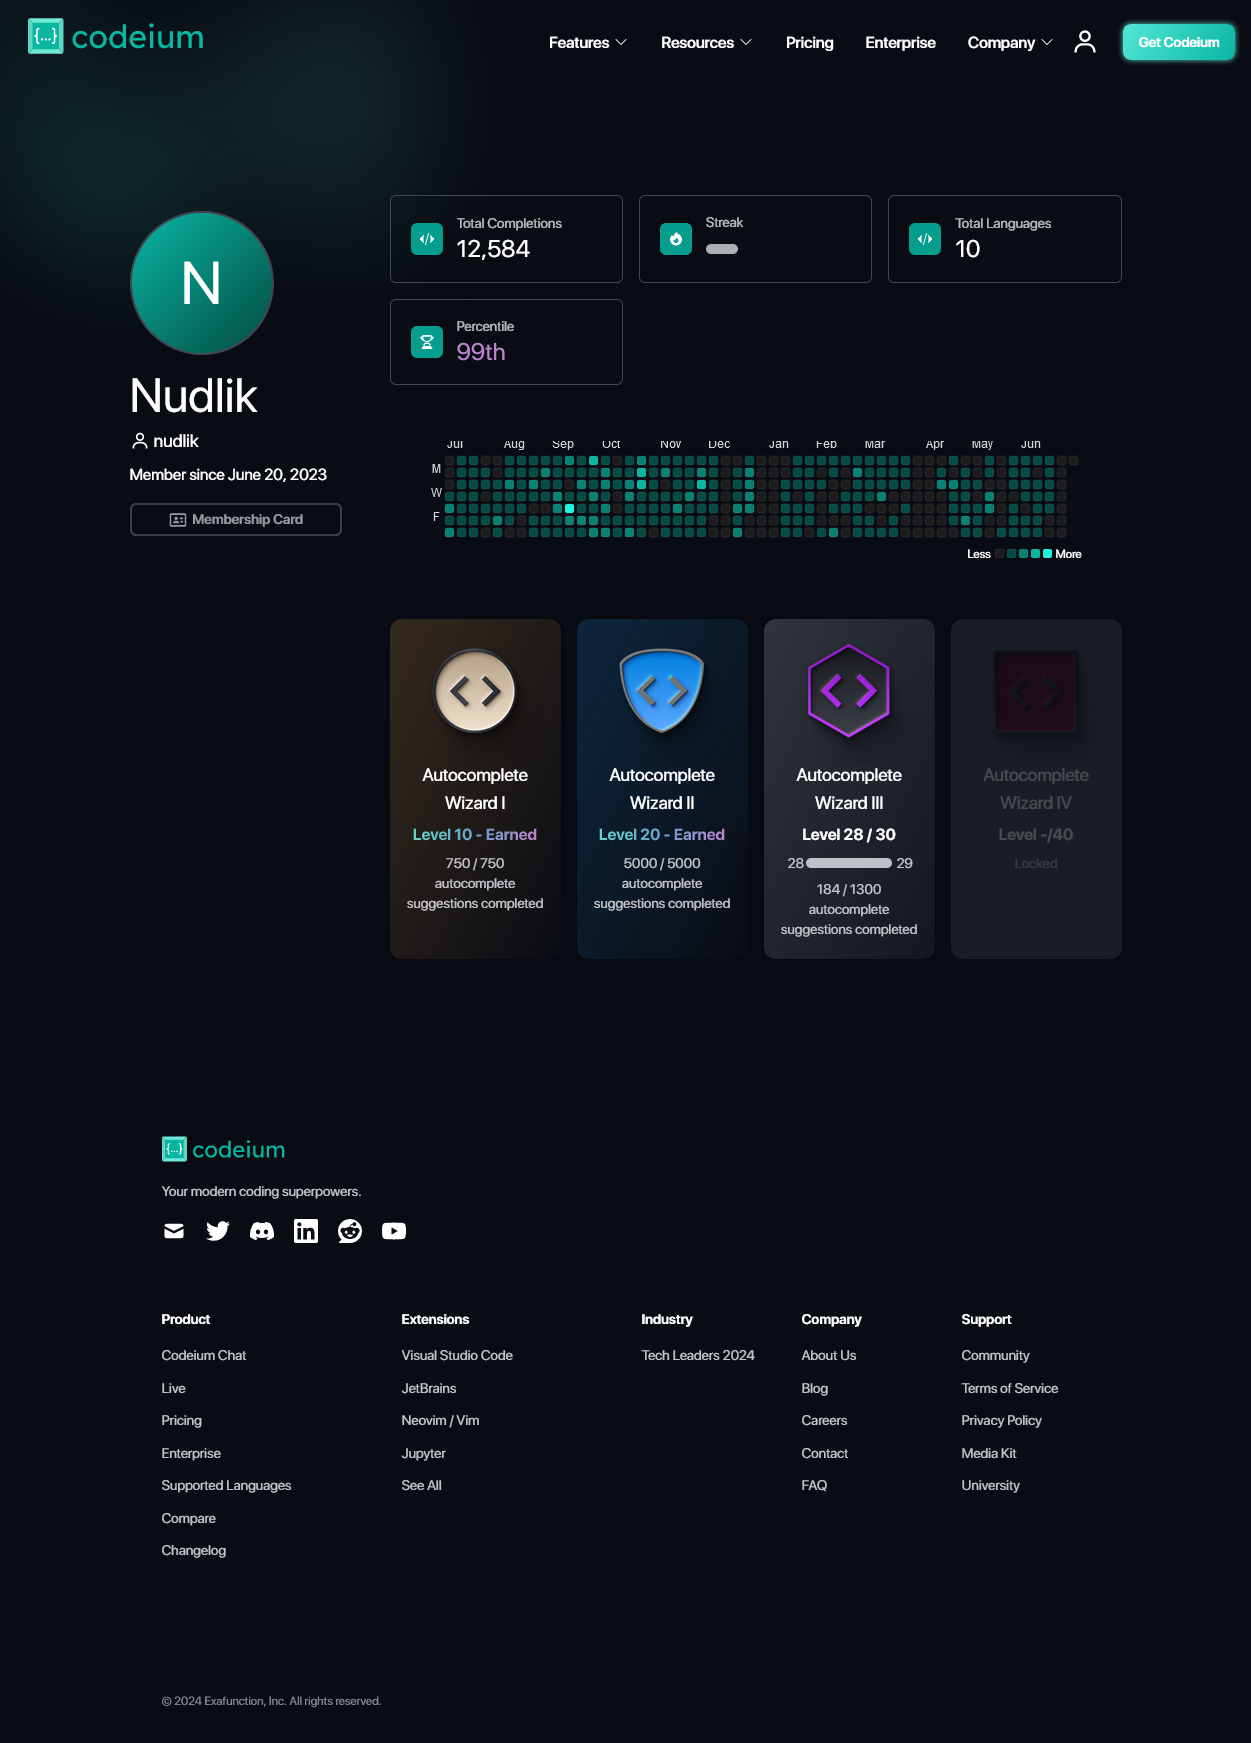 {...} codeium
Features
Resources
Pricing
Enterprise
Company
Get Codeium
N
Nudlik
nudlik
Member since June 20, 2023
Membership Card
Total Completions
12,584
Streak
Total Languages
10
Percentile
99th
Jul Aug Sep Oct Nov Dec Jan Feb Mar Apr May Jun
M
W
F
Less More
Autocomplete
Wizard I
Level 10 - Earned
750 / 750
autocomplete
suggestions completed
Autocomplete
Wizard II
Level 20 - Earned
5000 / 5000
autocomplete
suggestions completed
Autocomplete
Wizard III
Level 28 / 30
28 29
184 / 1300
autocomplete
suggestions completed
Autocomplete
Wizard IV
Level -/40
Locked
{...} codeium
Your modern coding superpowers.
Product
Codeium Chat
Live
Pricing
Enterprise
Supported Languages
Compare
Changelog
Extensions
Visual Studio Code
JetBrains
Neovim / Vim
Jupyter
See All
Industry
Tech Leaders 2024
Company
About Us
Blog
Careers
Contact
FAQ
Support
Community
Terms of Service
Privacy Policy
Media Kit
University
© 2024 Exafunction, Inc. All rights reserved.